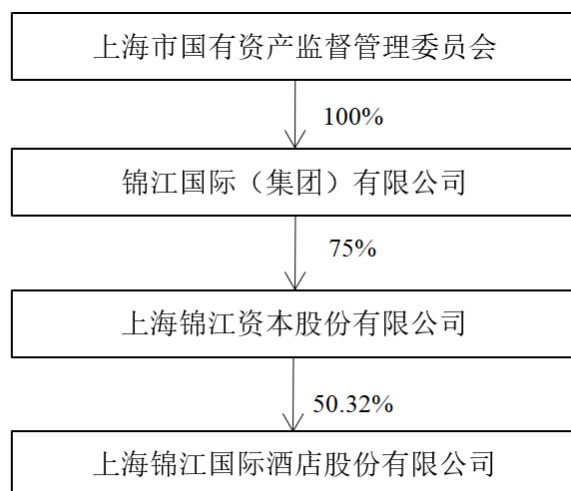 上海市国有资产监督管理委员会
100%
锦江国际（集团）有限公司
75%
上海锦江资本股份有限公司
50.32%
上海锦江国际酒店股份有限公司